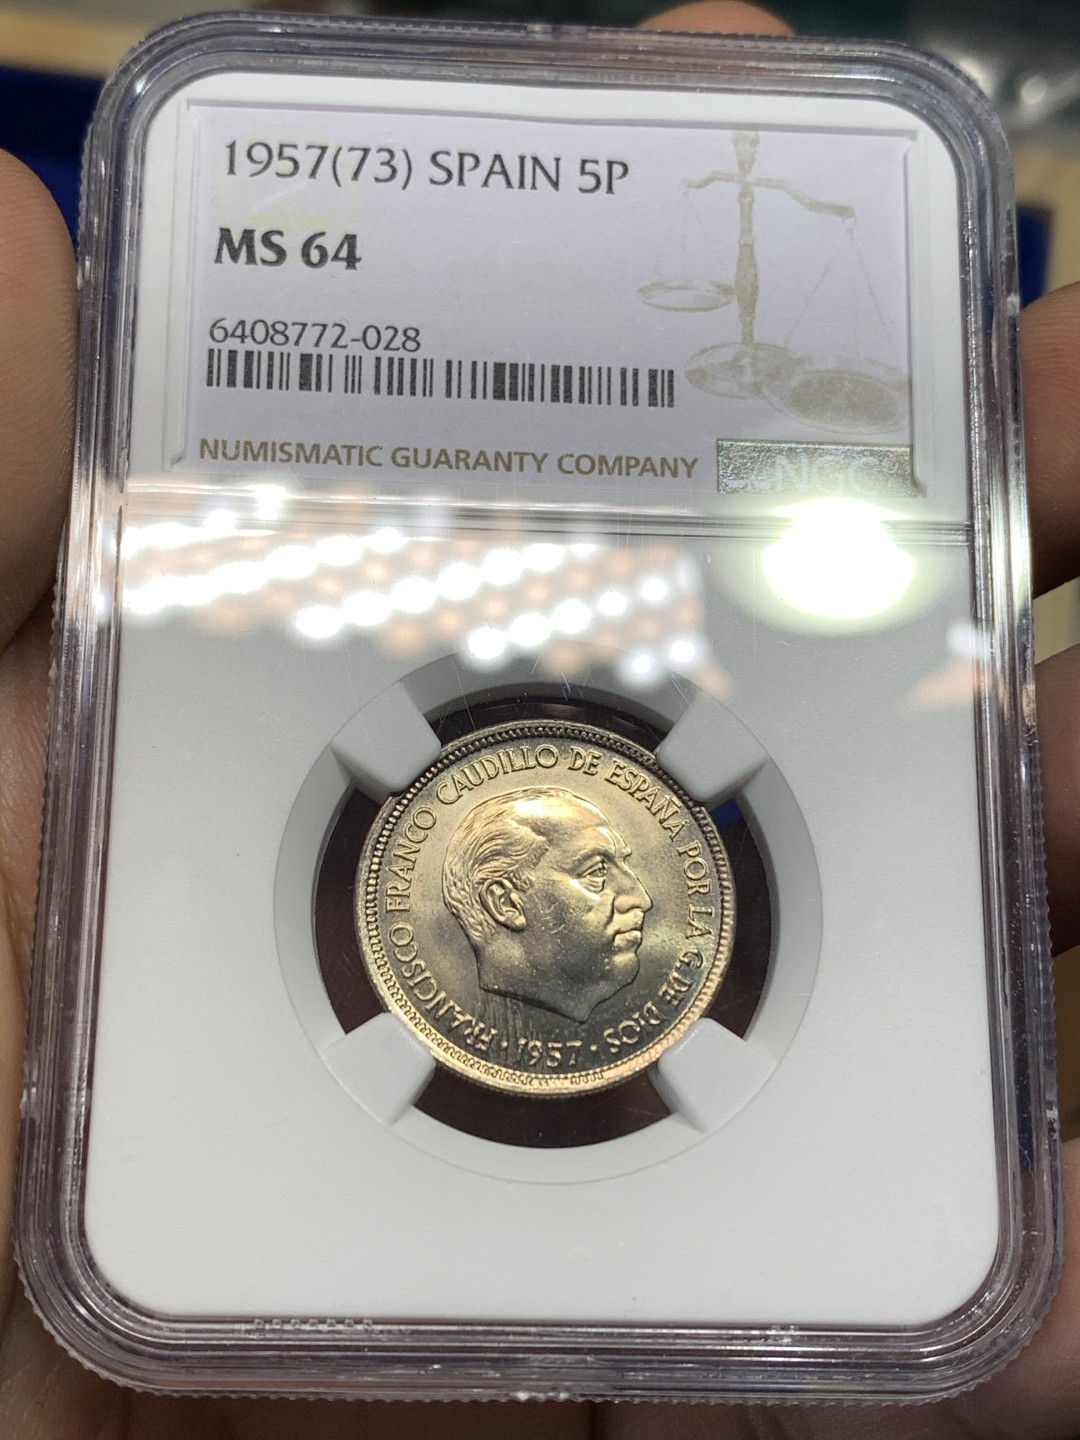 1957(73) SPAIN 5P
MS 64
6408772-028
NUMISMATIC GUARANTY COMPANY
NGC
FRANCISCO FRANCO CAUDILLO DE ESPAÑA POR LA G. DE DIOS
· 1957 ·